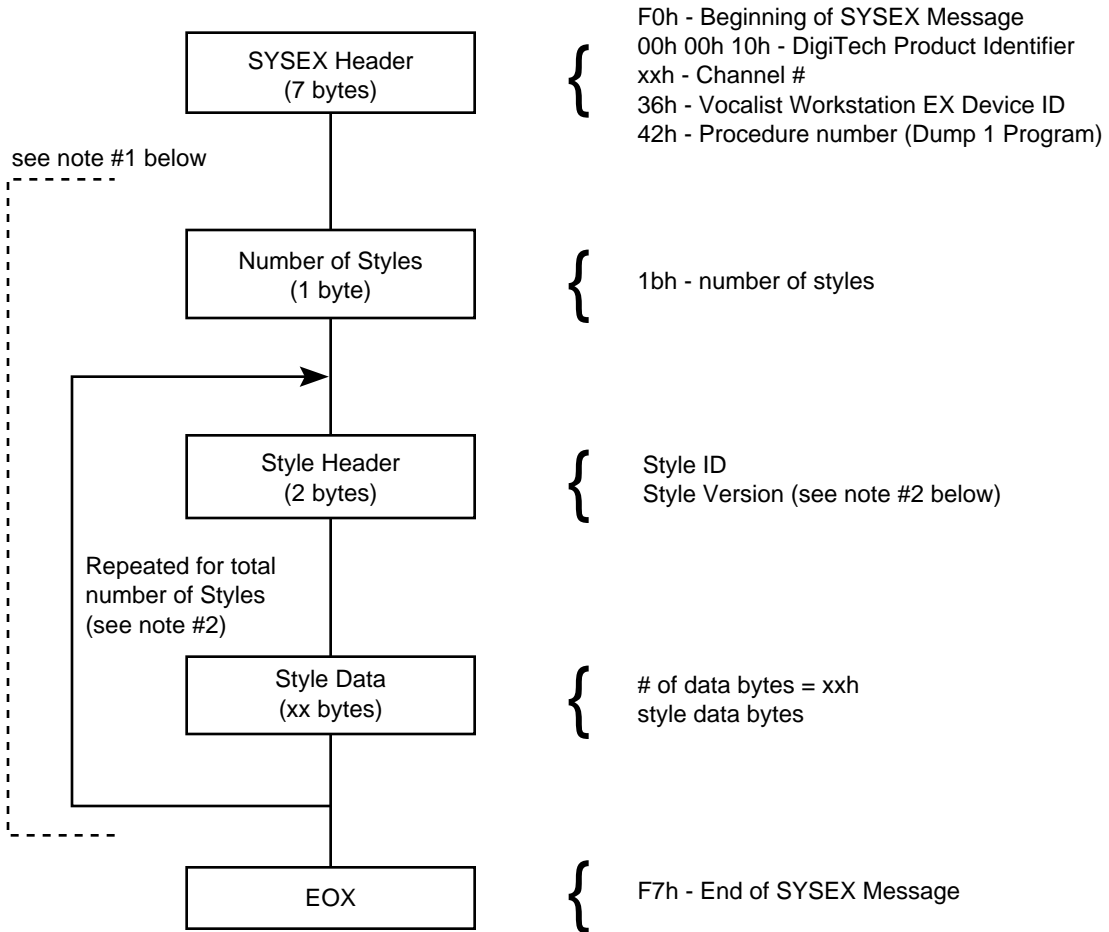 SYSEX Header
(7 bytes)
{
F0h - Beginning of SYSEX Message
00h 00h 10h - DigiTech Product Identifier
xxh - Channel #
36h - Vocalist Workstation EX Device ID
42h - Procedure number (Dump 1 Program)
see note #1 below
Number of Styles
(1 byte)
{
1bh - number of styles
Style Header
(2 bytes)
{
Style ID
Style Version (see note #2 below)
Repeated for total
number of Styles
(see note #2)
Style Data
(xx bytes)
{
# of data bytes = xxh
style data bytes
EOX
{
F7h - End of SYSEX Message